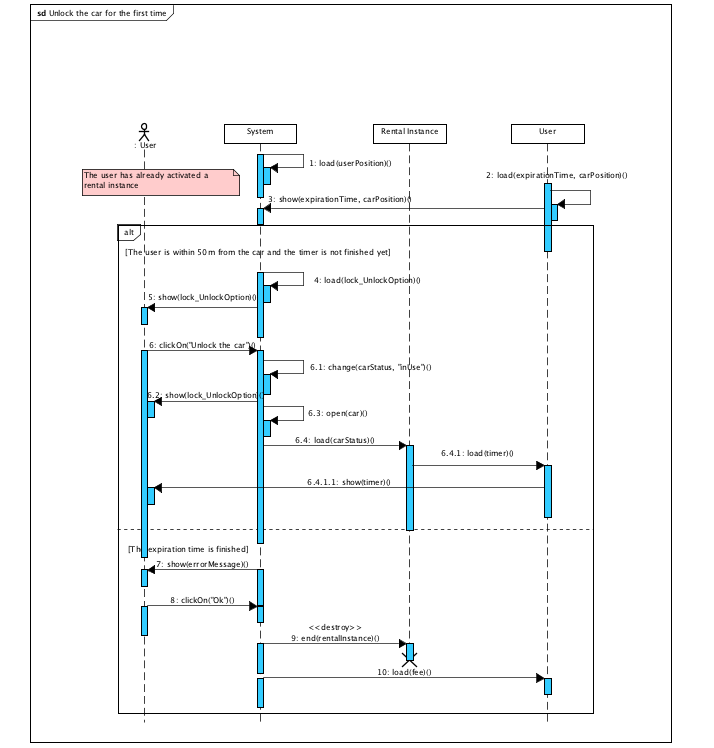 sd Unlock the car for the first time
: User
System
Rental Instance
User
The user has already activated a
rental instance
1: load(userPosition)()
2: load(expirationTime, carPosition)()
3: show(expirationTime, carPosition)()
alt
[The user is within 50 m from the car and the timer is not finished yet]
4: load(lock_UnlockOption)()
5: show(lock_UnlockOption)()
6: clickOn("Unlock the car")()
6.1: change(carStatus, "inUse")()
6.2: show(lock_UnlockOption)()
6.3: open(car)()
6.4: load(carStatus)()
6.4.1: load(timer)()
6.4.1.1: show(timer)()
[The expiration time is finished]
7: show(errorMessage)()
8: clickOn("Ok")()
<<destroy>>
9: end(rentalInstance)()
10: load(fee)()